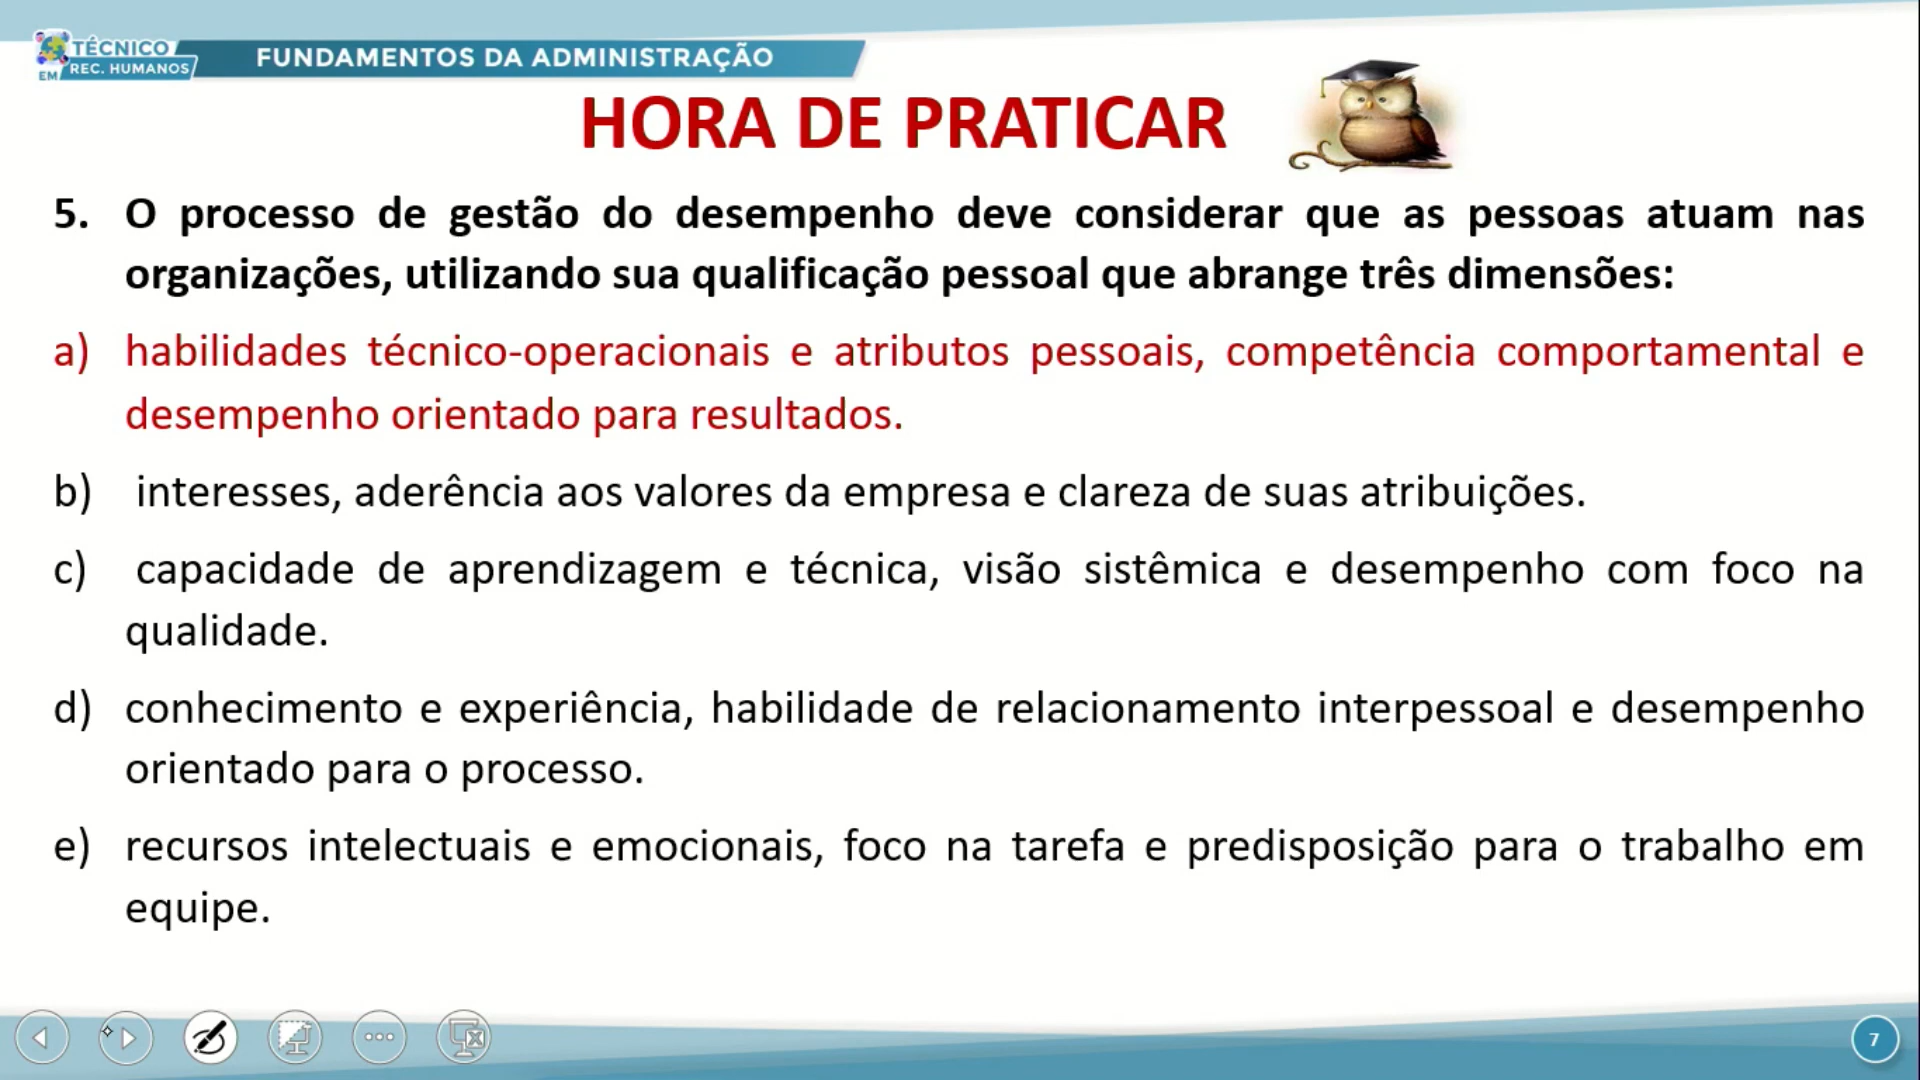 TÉCNICO
EM REC. HUMANOS
FUNDAMENTOS DA ADMINISTRAÇÃO
HORA DE PRATICAR
5. O processo de gestão do desempenho deve considerar que as pessoas atuam nas
organizações, utilizando sua qualificação pessoal que abrange três dimensões:
a) habilidades técnico-operacionais e atributos pessoais, competência comportamental e
desempenho orientado para resultados.
b) interesses, aderência aos valores da empresa e clareza de suas atribuições.
c) capacidade de aprendizagem e técnica, visão sistêmica e desempenho com foco na
qualidade.
d) conhecimento e experiência, habilidade de relacionamento interpessoal e desempenho
orientado para o processo.
e) recursos intelectuais e emocionais, foco na tarefa e predisposição para o trabalho em
equipe.
7